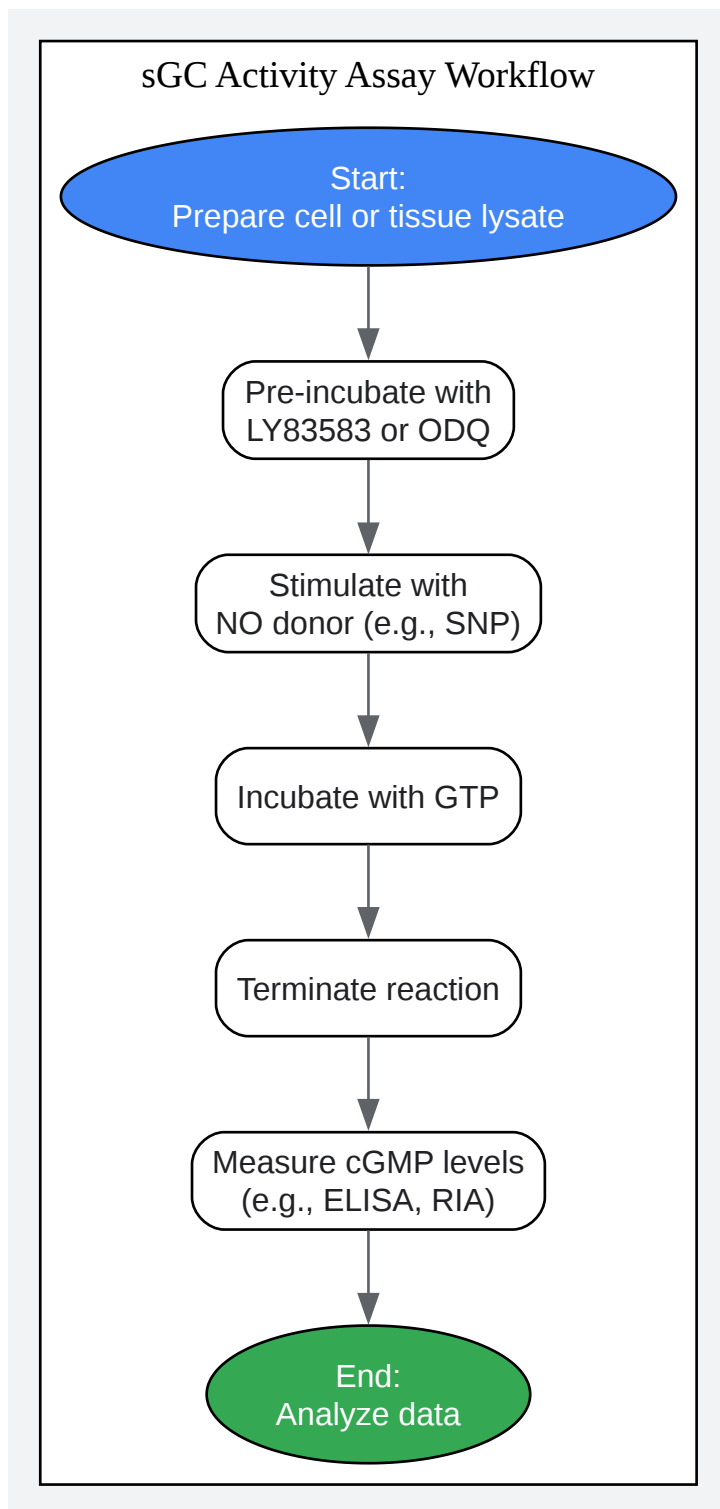 sGC Activity Assay Workflow
Start:
Prepare cell or tissue lysate
Pre-incubate with
LY83583 or ODQ
Stimulate with
NO donor (e.g., SNP)
Incubate with GTP
Terminate reaction
Measure cGMP levels
(e.g., ELISA, RIA)
End:
Analyze data